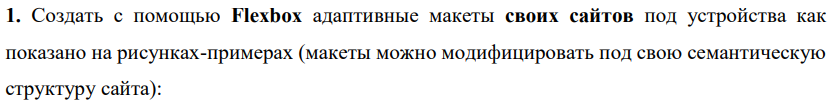 1. Создать с помощью Flexbox адаптивные макеты своих сайтов под устройства как
показано на рисунках-примерах (макеты можно модифицировать под свою семантическую
структуру сайта):